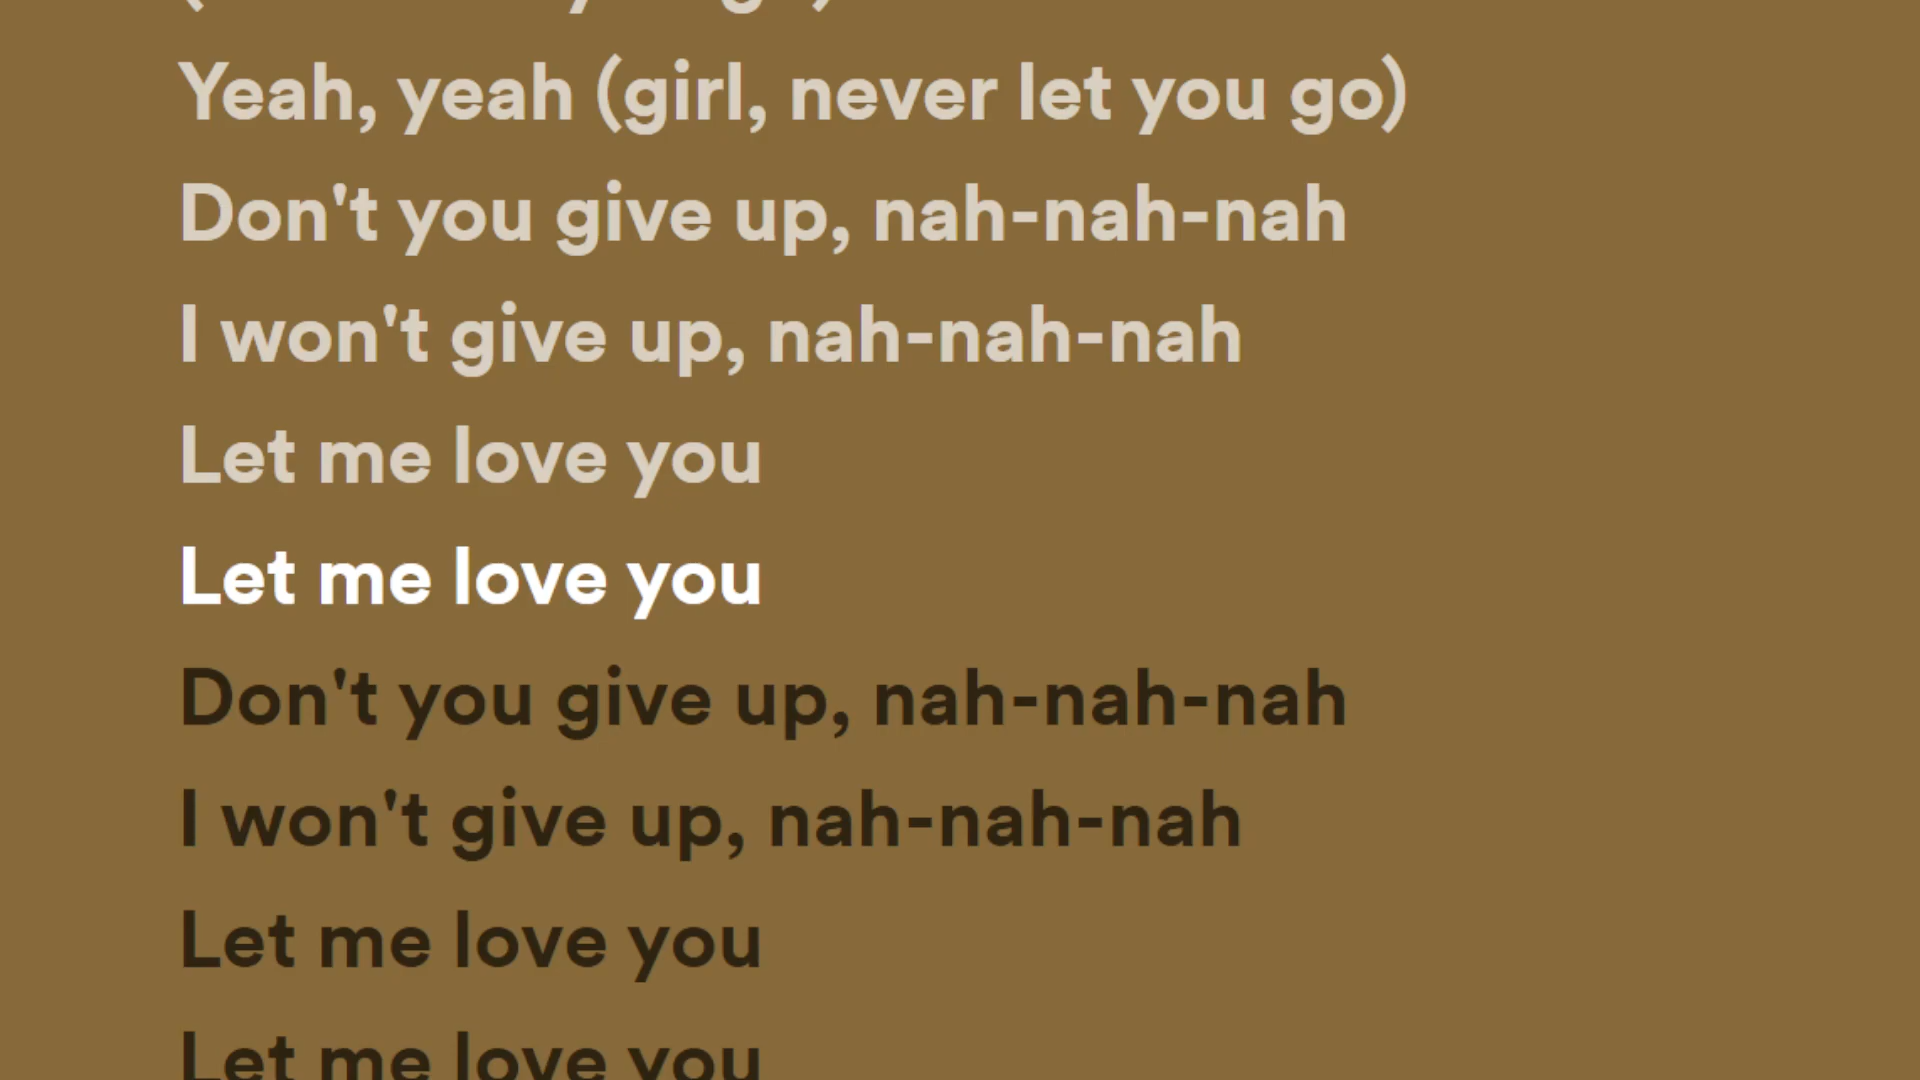 Yeah, yeah (girl, never let you go)
Don't you give up, nah-nah-nah
I won't give up, nah-nah-nah
Let me love you
Let me love you
Don't you give up, nah-nah-nah
I won't give up, nah-nah-nah
Let me love you
Let me love you